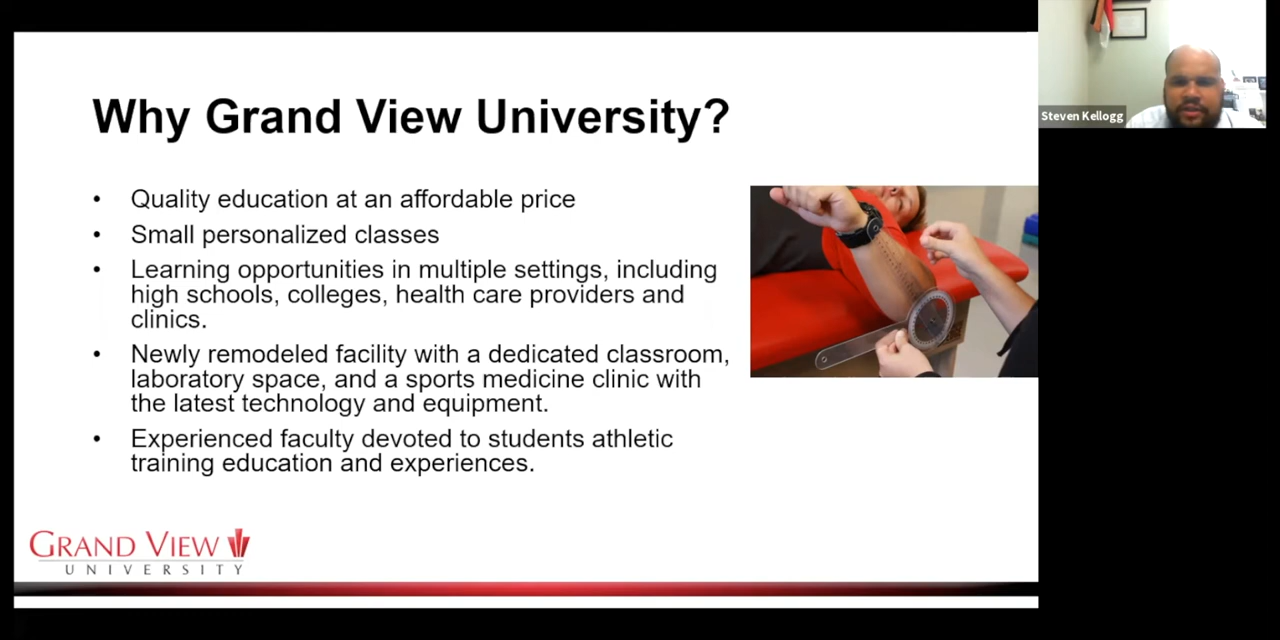 Why Grand View University?
• Quality education at an affordable price
• Small personalized classes
• Learning opportunities in multiple settings, including
high schools, colleges, health care providers and
clinics.
• Newly remodeled facility with a dedicated classroom,
laboratory space, and a sports medicine clinic with
the latest technology and equipment.
• Experienced faculty devoted to students athletic
training education and experiences.
GRAND VIEW
UNIVERSITY
Steven Kellogg